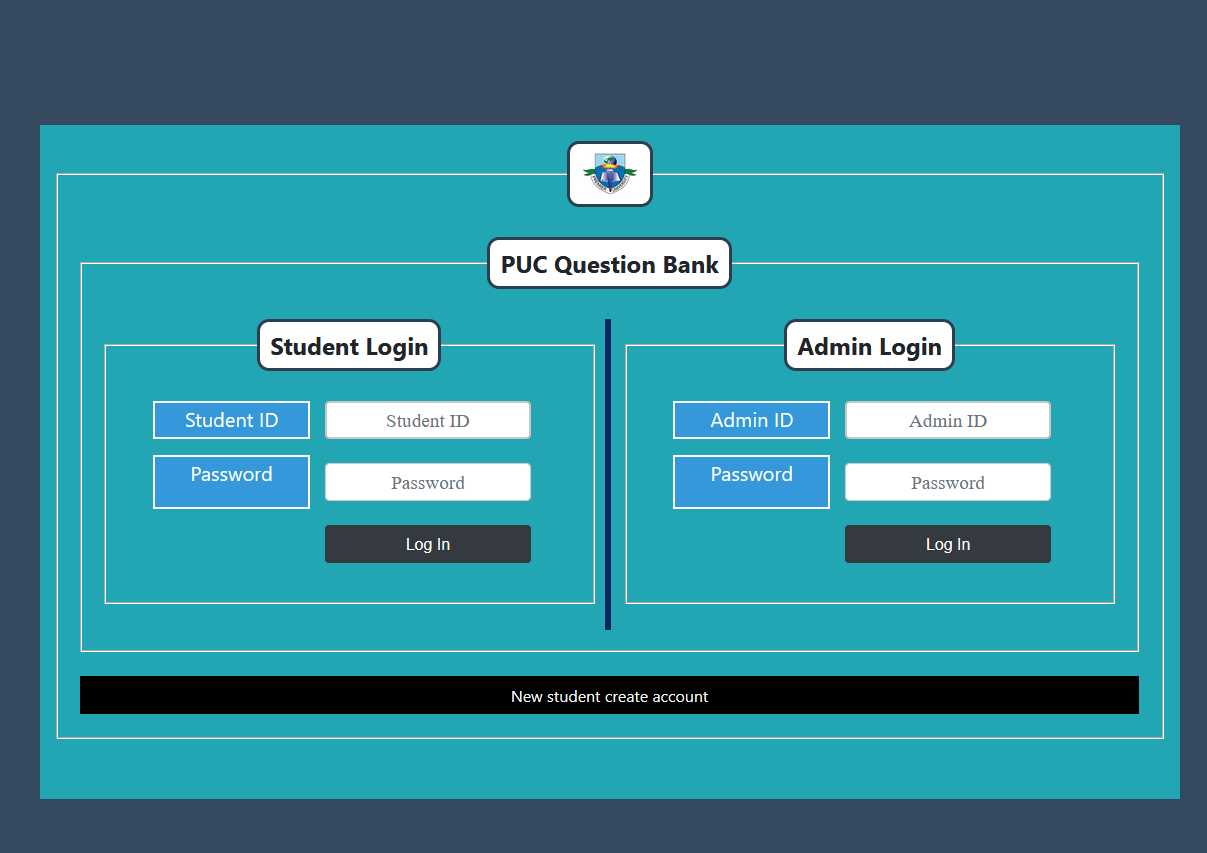 PUC Question Bank
Student Login
Student ID
Student ID
Password
Password
Log In
Admin Login
Admin ID
Admin ID
Password
Password
Log In
New student create account